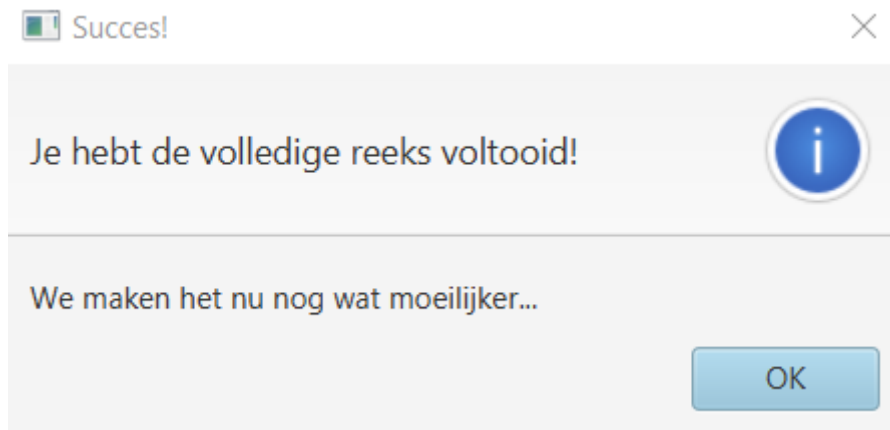 Succes!
Je hebt de volledige reeks voltooid!
We maken het nu nog wat moeilijker...
OK